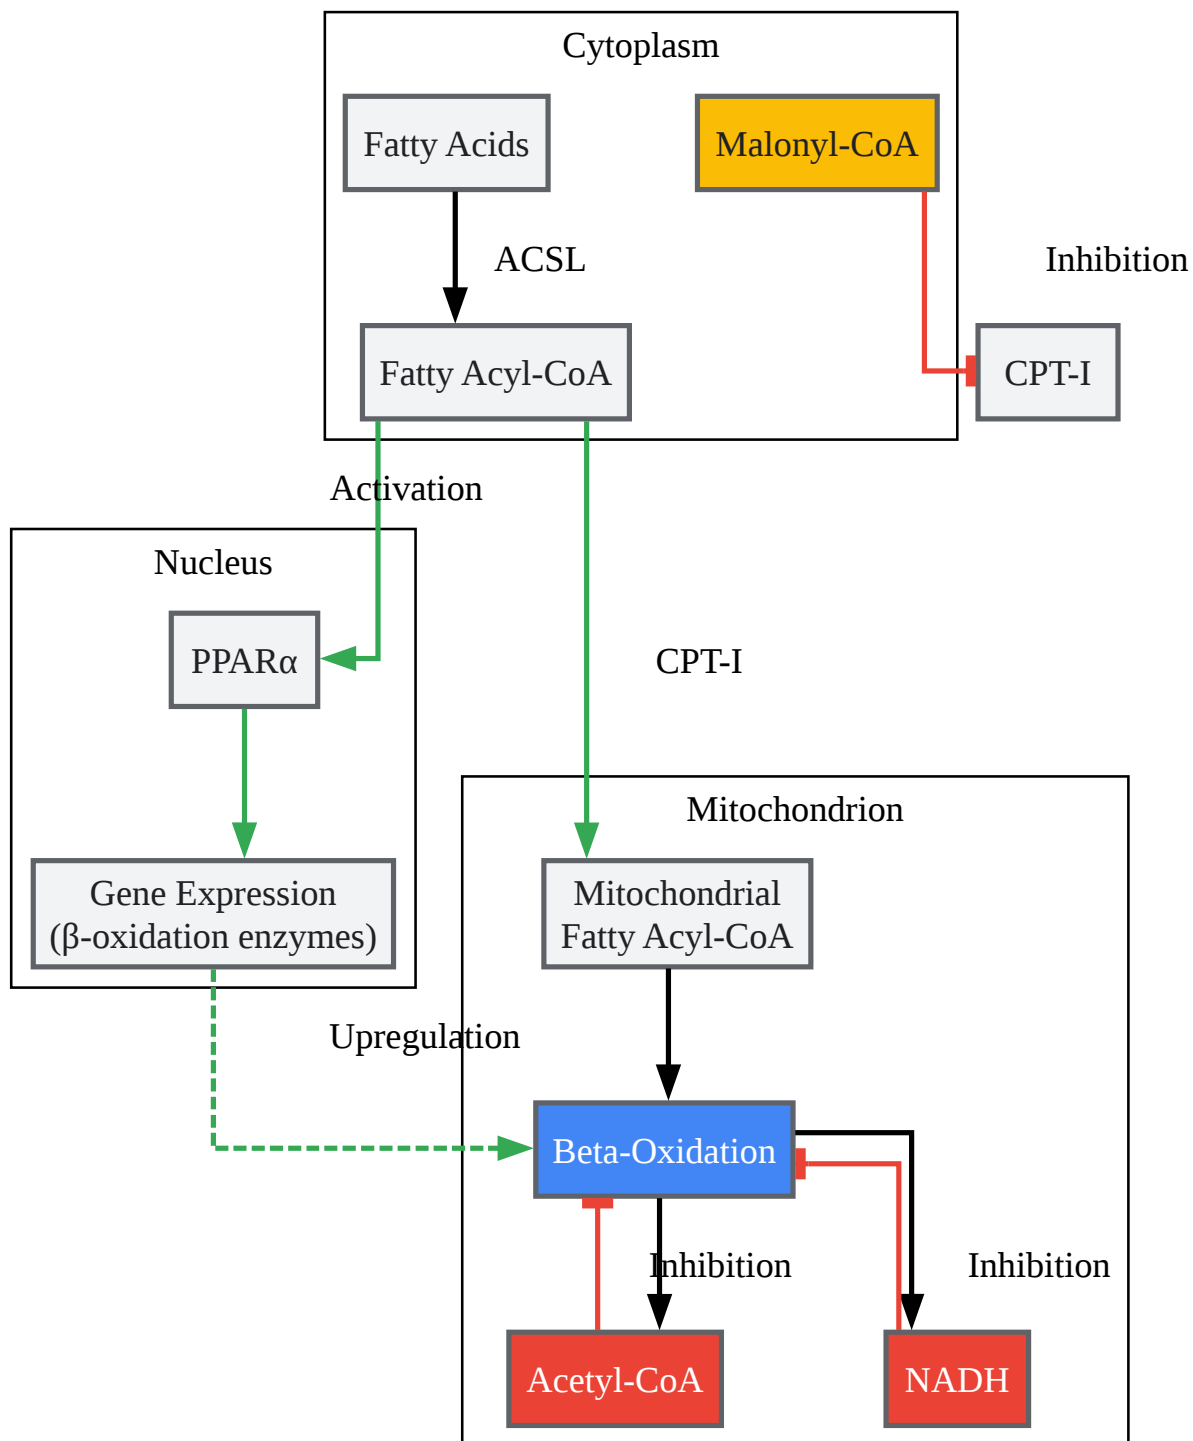 Cytoplasm
Fatty Acids
Malonyl-CoA
ACSL
Inhibition
Fatty Acyl-CoA
CPT-I
Activation
Nucleus
PPARα
CPT-I
Mitochondrion
Gene Expression
(β-oxidation enzymes)
Mitochondrial
Fatty Acyl-CoA
Upregulation
Beta-Oxidation
Inhibition
Inhibition
Acetyl-CoA
NADH